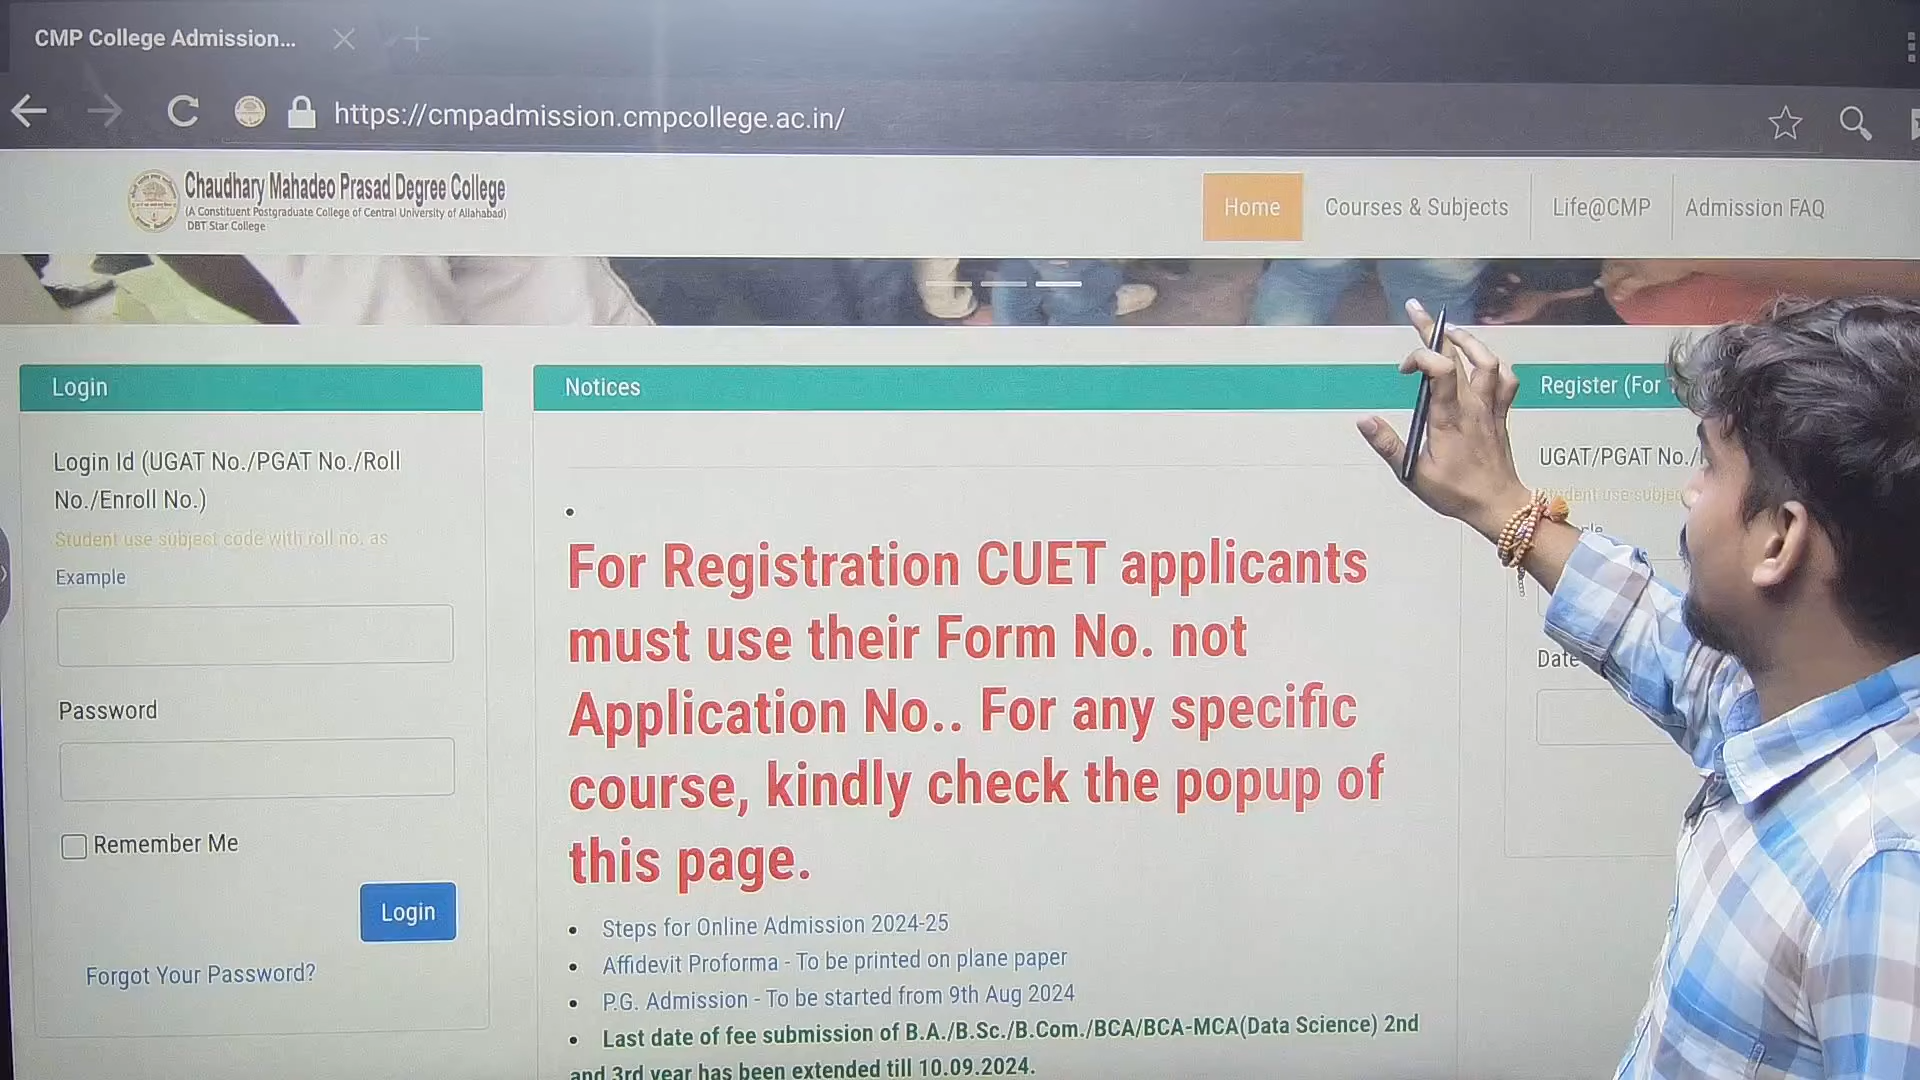 CMP College Admission...
https://cmpadmission.cmpcollege.ac.in/
Chaudhary Mahadeo Prasad Degree College
(A Constituent Postgraduate College of Central University of Allahabad)
DBT Star College
Home
Courses & Subjects
Life@CMP
Admission FAQ
Login
Login Id (UGAT No./PGAT No./Roll
No./Enroll No.)
Student use subject code with roll no. as
Example
Password
Remember Me
Login
Forgot Your Password?
Notices
For Registration CUET applicants
must use their Form No. not
Application No.. For any specific
course, kindly check the popup of
this page.
Steps for Online Admission 2024-25
Affidevit Proforma - To be printed on plane paper
P.G. Admission - To be started from 9th Aug 2024
Last date of fee submission of B.A./B.Sc./B.Com./BCA/BCA-MCA(Data Science) 2nd
and 3rd year has been extended till 10.09.2024.
Register (For
UGAT/PGAT No./
Student use subjec
Date